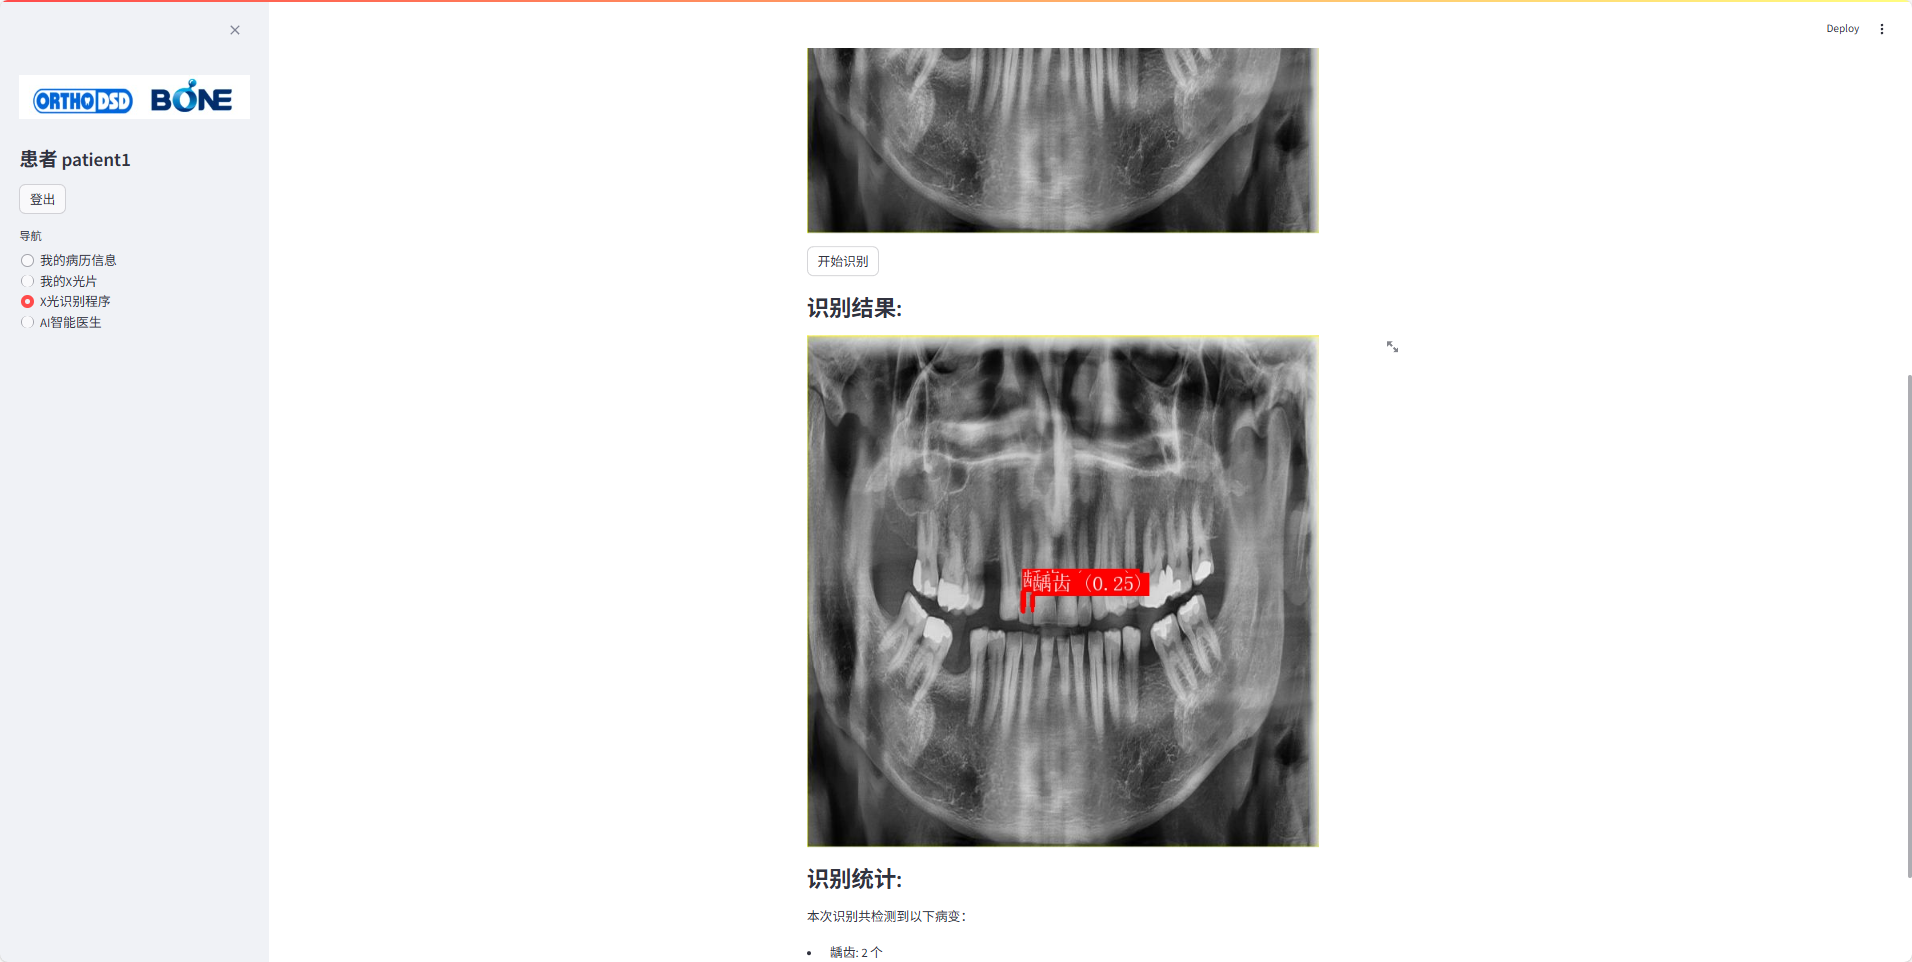 Deploy
ORTHO DSD BONE
患者 patient1
登出
导航
我的病历信息
我的X光片
X光识别程序
AI智能医生
开始识别
识别结果:
龋齿 (0.25)
识别统计:
本次识别共检测到以下病变:
龋齿: 2 个